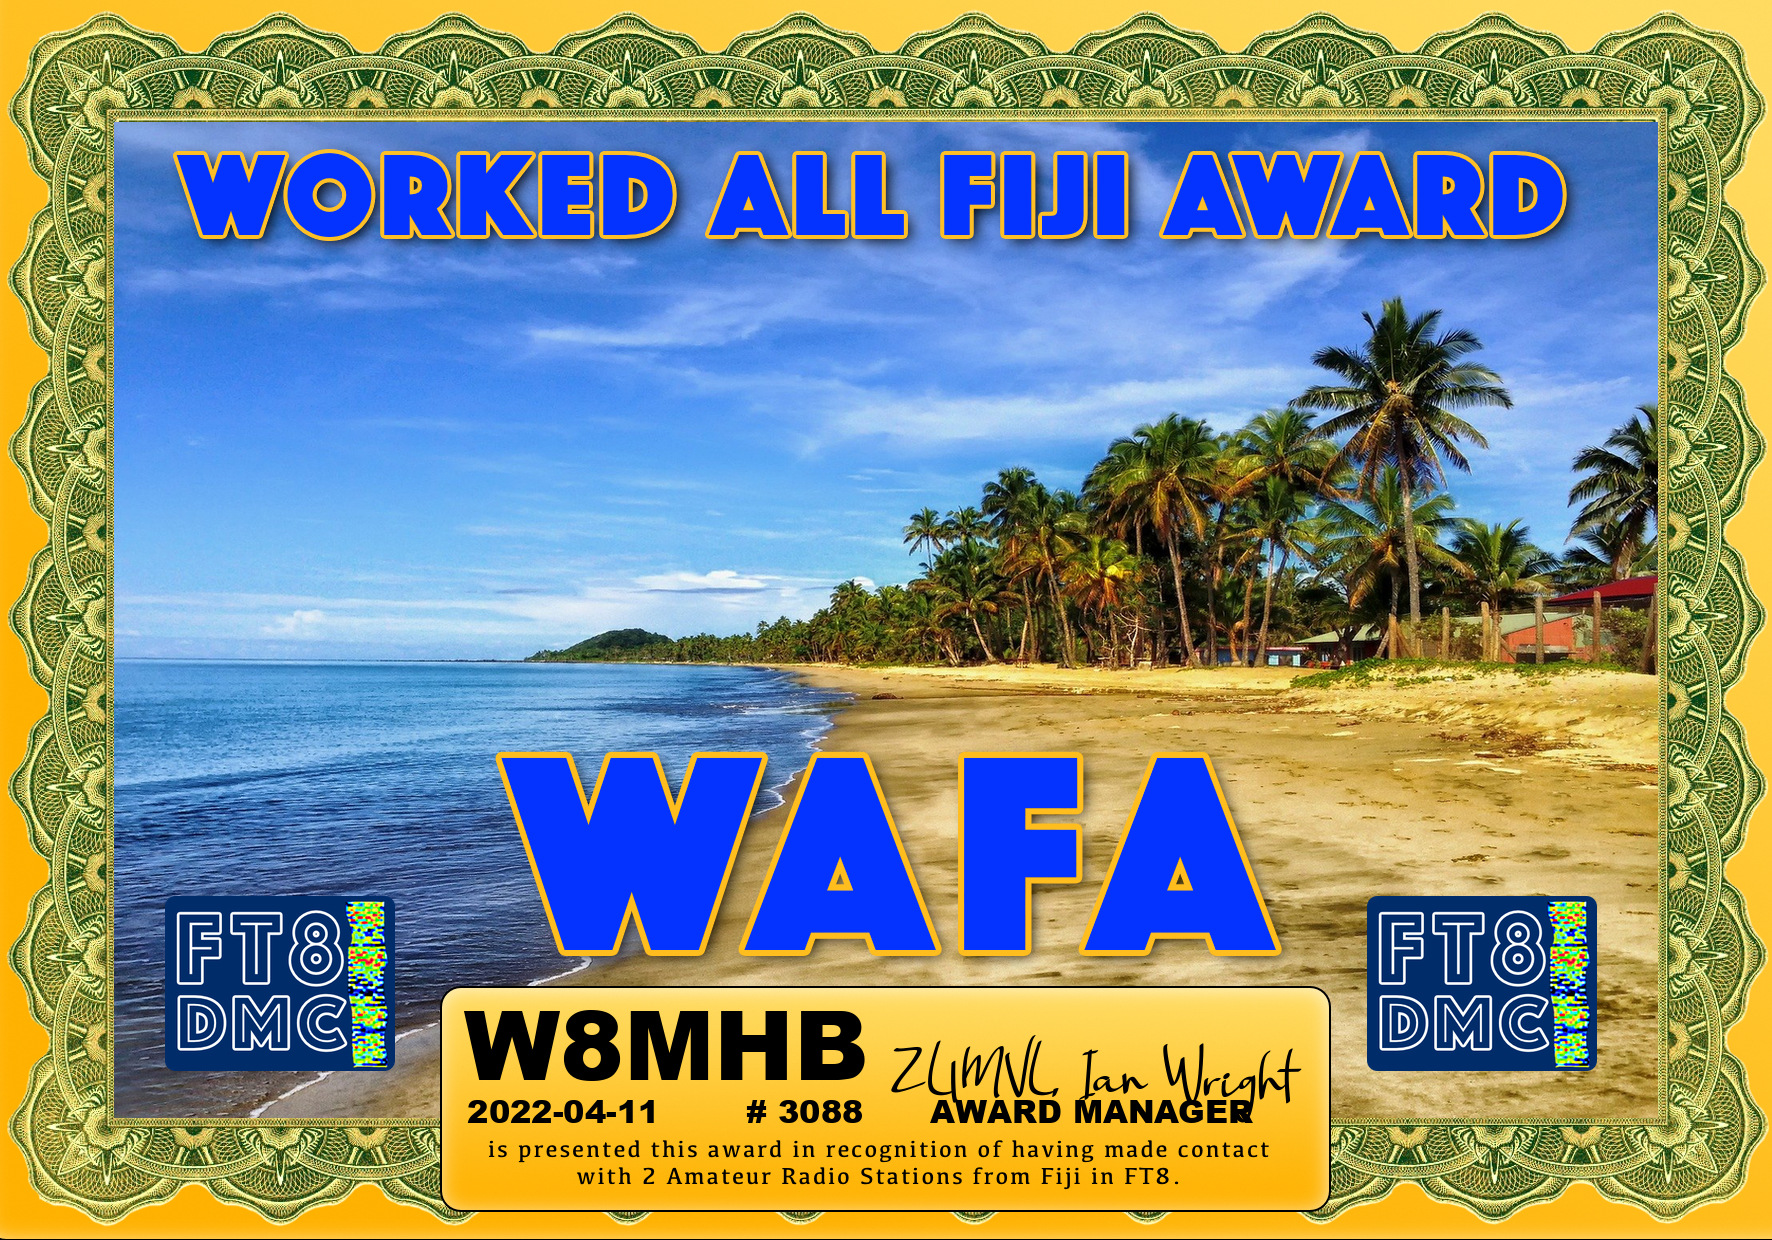 WORKED ALL FIJI AWARD
WAFA
FT8
DMC
FT8
DMC
W8MHB
ZL4MVL Ian Wright
2022-04-11 # 3088 AWARD MANAGER
is presented this award in recognition of having made contact
with 2 Amateur Radio Stations from Fiji in FT8.